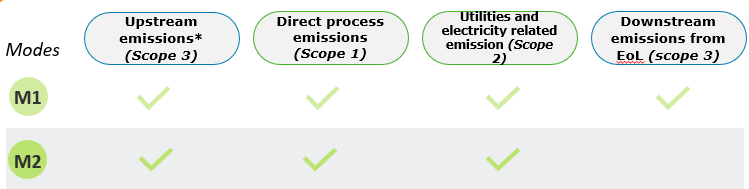 Modes
Upstream
emissions*
(Scope 3)
Direct process
emissions
(Scope 1)
Utilities and
electricity related
emission (Scope
2)
Downstream
emissions from
EoL (scope 3)
M1
M2